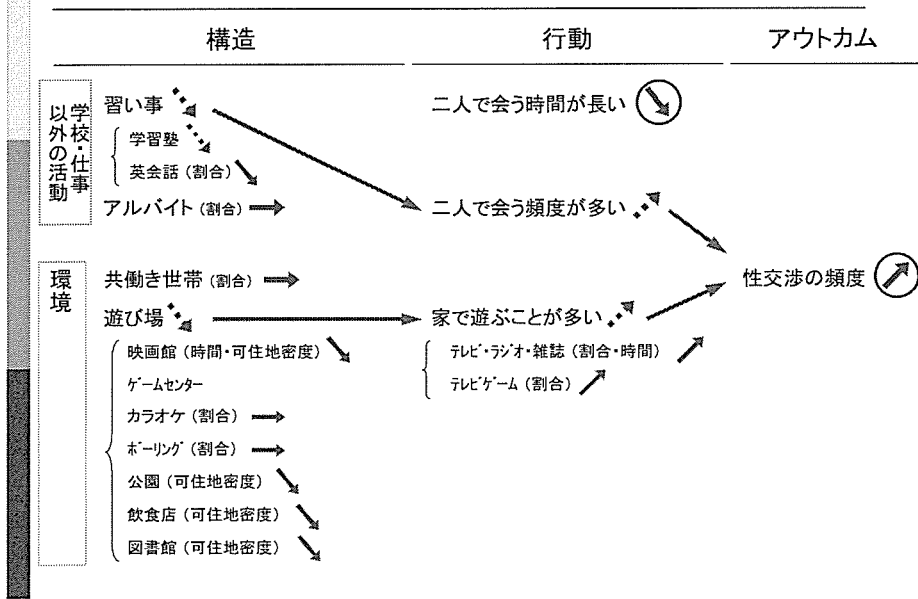 構造 行動 アウトカム
学校・仕事
以外の活動
習い事
学習塾
英会話（割合）
アルバイト（割合）
二人で会う時間が長い
二人で会う頻度が多い
環境
共働き世帯（割合）
遊び場
映画館（時間・可住地密度）
ｹﾞｰﾑｾﾝﾀｰ
カラオケ（割合）
ﾎﾞｰﾘﾝｸﾞ（割合）
公園（可住地密度）
飲食店（可住地密度）
図書館（可住地密度）
家で遊ぶことが多い
ﾃﾚﾋﾞ・ﾗｼﾞｵ・雑誌（割合・時間）
ﾃﾚﾋﾞｹﾞｰﾑ（割合）
性交渉の頻度